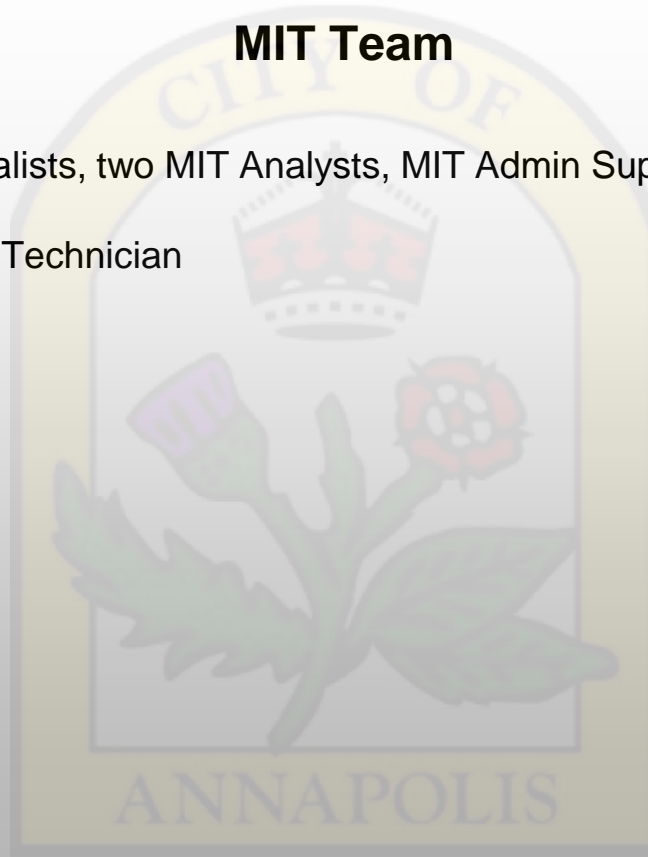 MIT Team
CITY OF
alists, two MIT Analysts, MIT Admin Sup
Technician
ANNAPOLIS